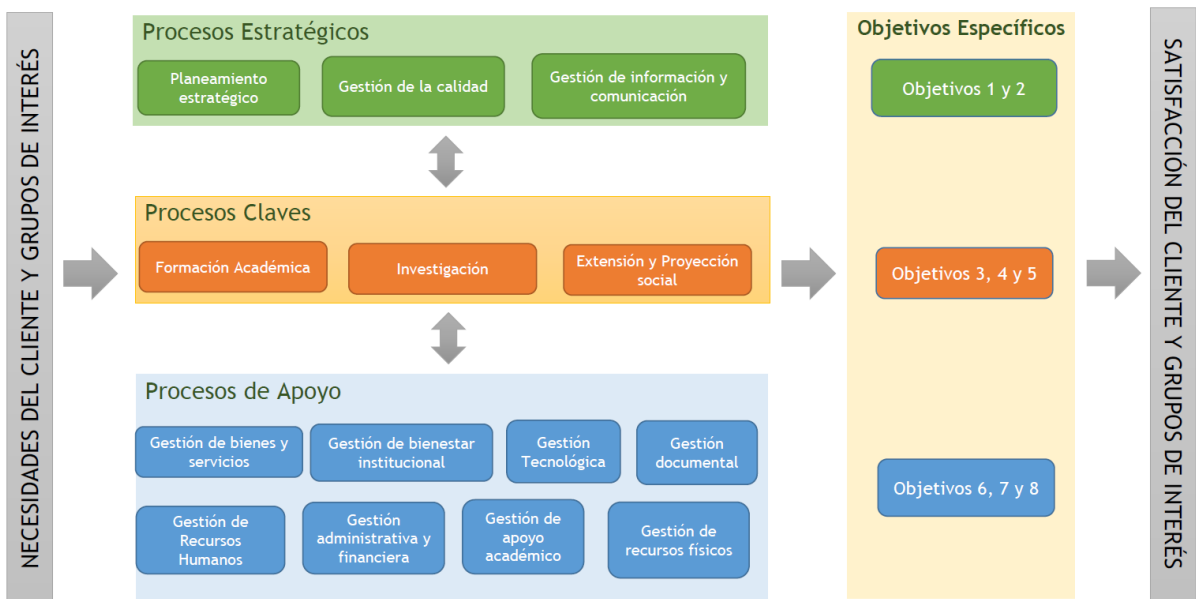 NECESIDADES DEL CLIENTE Y GRUPOS DE INTERÉS
Procesos Estratégicos
Planeamiento
estratégico
Gestión de la calidad
Gestión de información y
comunicación
Procesos Claves
Formación Académica
Investigación
Extensión y Proyección
social
Procesos de Apoyo
Gestión de bienes y
servicios
Gestión de bienestar
institucional
Gestión
Tecnológica
Gestión
documental
Gestión de
Recursos
Humanos
Gestión
administrativa y
financiera
Gestión de
apoyo
académico
Gestión de
recursos físicos
Objetivos Específicos
Objetivos 1 y 2
Objetivos 3, 4 y 5
Objetivos 6, 7 y 8
SATISFACCIÓN DEL CLIENTE Y GRUPOS DE INTERÉS